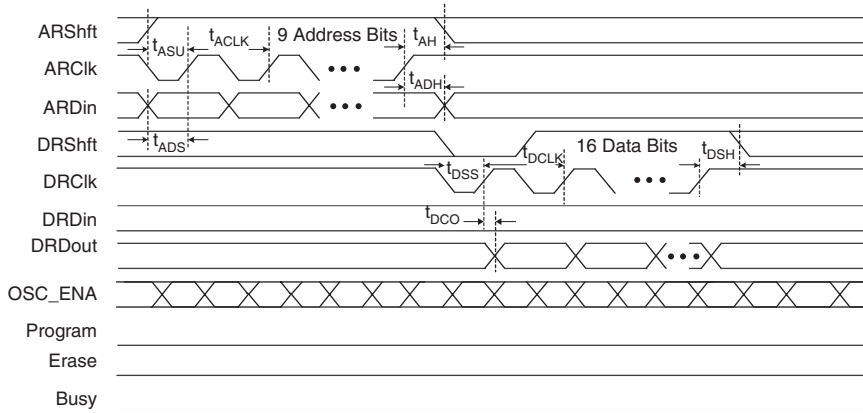 ARShft
tASU
tACLK
9 Address Bits
tAH
ARClk
tADH
ARDin
tADS
DRShft
16 Data Bits
tDCLK
tDSH
tDSS
DRClk
DRDin
tDCO
DRDout
OSC_ENA
Program
Erase
Busy